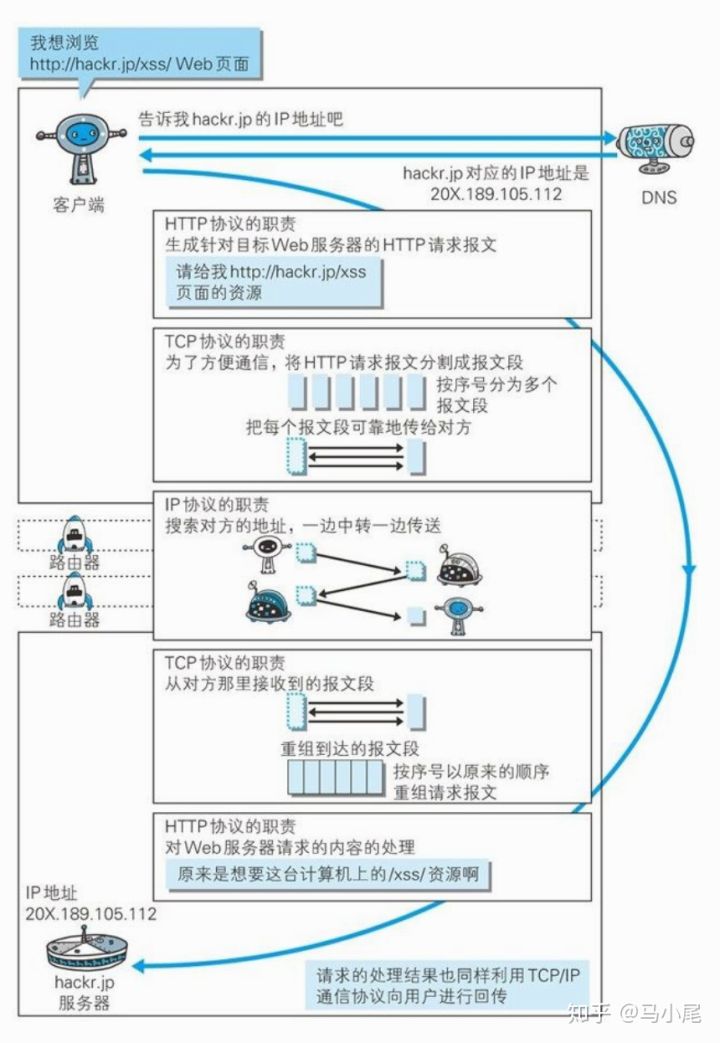 我想浏览
http://hackr.jp/xss/ Web页面
告诉我hackr.jp的IP地址吧
hackr.jp对应的IP地址是
20X.189.105.112
客户端
DNS
HTTP协议的职责
生成针对目标Web服务器的HTTP请求报文
请给我http://hackr.jp/xss
页面的资源
TCP协议的职责
为了方便通信，将HTTP请求报文分割成报文段
按序号分为多个
报文段
把每个报文段可靠地传给对方
IP协议的职责
搜索对方的地址，一边中转一边传送
路由器
路由器
TCP协议的职责
从对方那里接收到的报文段
重组到达的报文段
按序号以原来的顺序
重组请求报文
HTTP协议的职责
对Web服务器请求的内容的处理
原来是想要这台计算机上的/xss/资源啊
IP地址
20X.189.105.112
hackr.jp
服务器
请求的处理结果也同样利用TCP/IP
通信协议向用户进行回传
知乎 @马小尾